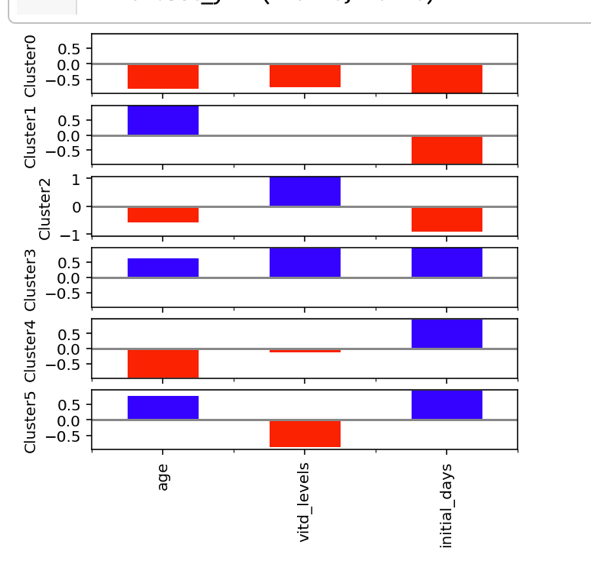 Cluster0
0.5
0.0
−0.5
Cluster1
0.5
0.0
−0.5
Cluster2
1
0
−1
Cluster3
0.5
0.0
−0.5
Cluster4
0.5
0.0
−0.5
Cluster5
0.5
0.0
−0.5
age
vitd_levels
initial_days